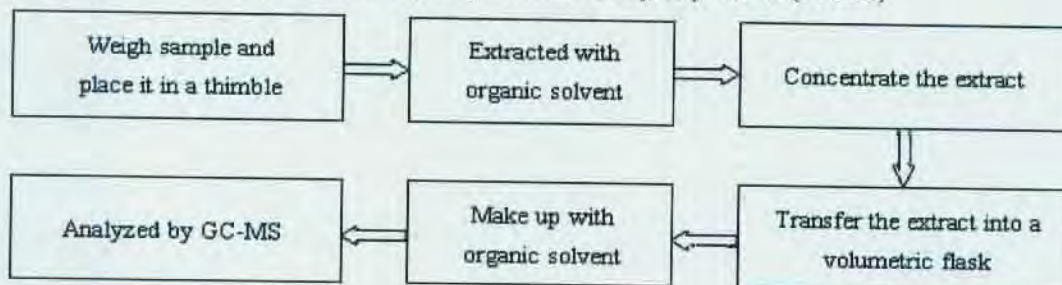 Weigh sample and
place it in a thimble
Extracted with
organic solvent
Concentrate the extract
Transfer the extract into a
volumetric flask
Make up with
organic solvent
Analyzed by GC-MS